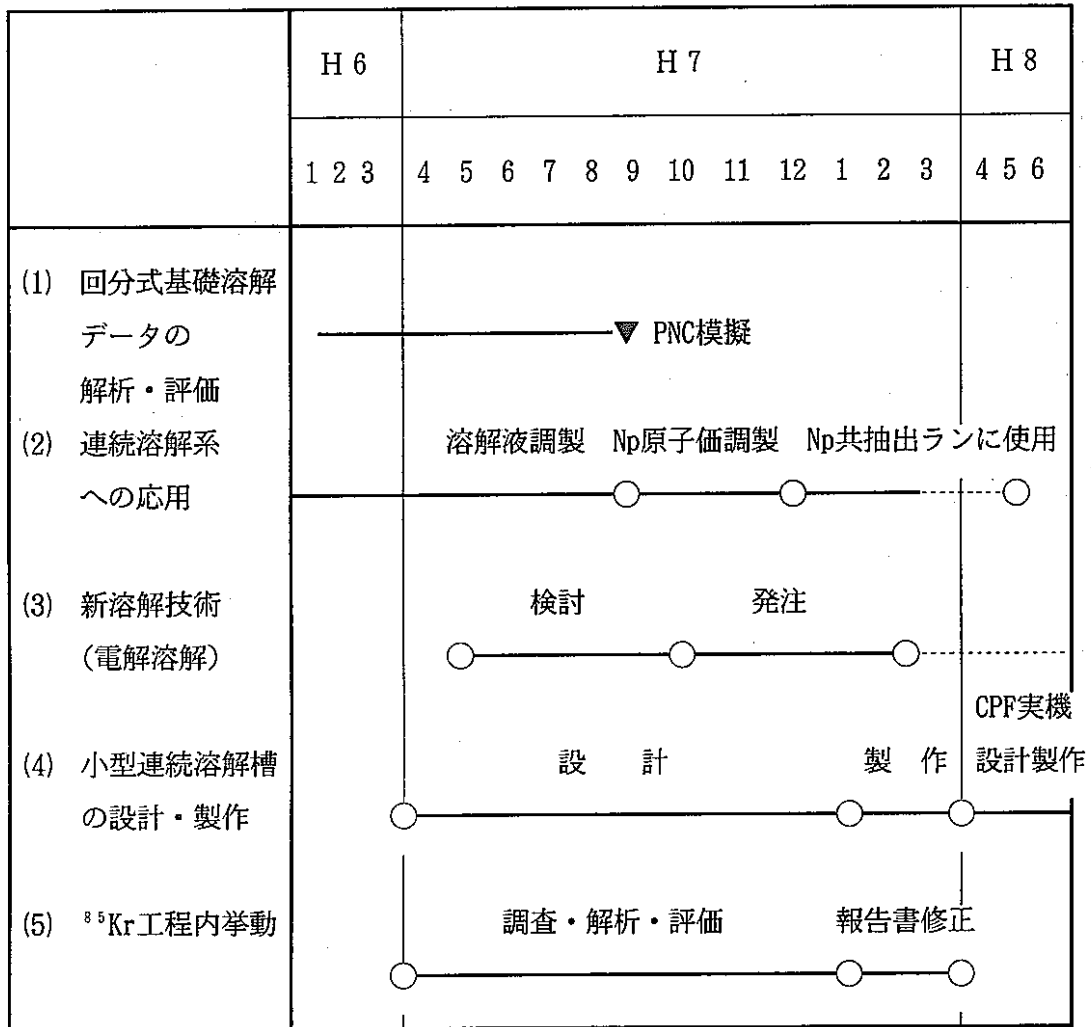 H 6 H 7 H 8
1 2 3 4 5 6 7 8 9 10 11 12 1 2 3 4 5 6
(1) 回分式基礎溶解
データの
解析・評価
▼ PNC模擬
(2) 連続溶解系
への応用
溶解液調製 Np原子価調製 Np共抽出ランに使用
(3) 新溶解技術
(電解溶解)
検討 発注
(4) 小型連続溶解槽
の設計・製作
設 計 製 作
CPF実機
設計製作
(5) ⁸⁵Kr工程内挙動
調査・解析・評価 報告書修正